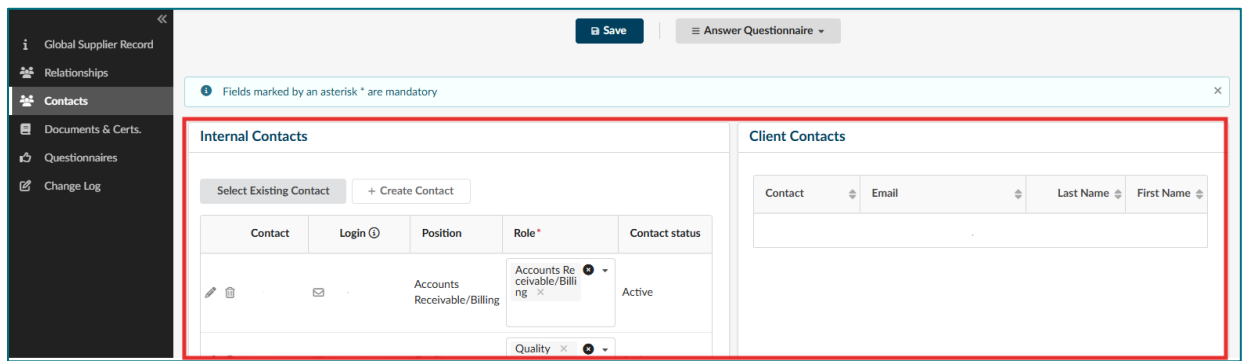 Global Supplier Record
Relationships
Contacts
Documents & Certs.
Questionnaires
Change Log
Save
Answer Questionnaire
Fields marked by an asterisk * are mandatory
Internal Contacts
Select Existing Contact
+ Create Contact
Contact Login Position Role* Contact status
Accounts
Receivable/Billing
Accounts Re
ceivable/Billi
ng ×
Active
Quality ×
Client Contacts
Contact Email Last Name First Name